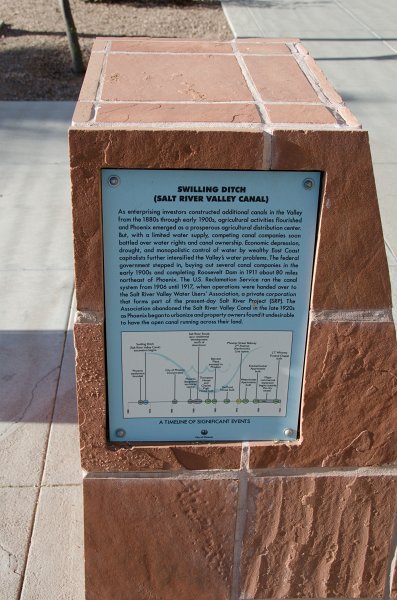 SWILLING DITCH
(SALT RIVER VALLEY CANAL)
As enterprising investors constructed additional canals in the Valley
from the 1880s through early 1900s, agricultural activities flourished
and Phoenix emerged as a prosperous agricultural distribution center.
But, with a limited water supply, competing canal companies soon
battled over water rights and canal ownership. Economic depression,
drought, and monopolistic control of water by wealthy East Coast
capitalists further intensified the Valley's water problems. The federal
government stepped in, buying out several canal companies in the
early 1900s and completing Roosevelt Dam in 1911 about 80 miles
northeast of Phoenix. The U.S. Reclamation Service ran the canal
system from 1906 until 1917, when operations were handed over to
the Salt River Valley Water Users' Association, a private corporation
that forms part of the present-day Salt River Project (SRP). The
Association abandoned the Salt River Valley Canal in the late 1920s
as Phoenix began to urbanize and property owners found it undesirable
to have the open canal running across their land.
A TIMELINE OF SIGNIFICANT EVENTS